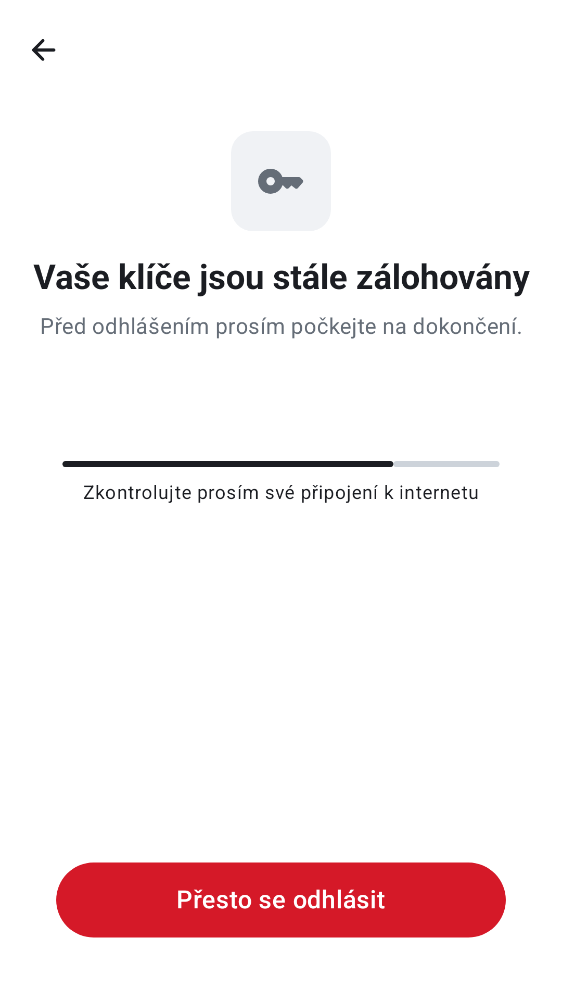 Vaše klíče jsou stále zálohovány
Před odhlášením prosím počkejte na dokončení.
Zkontrolujte prosím své připojení k internetu
Přesto se odhlásit